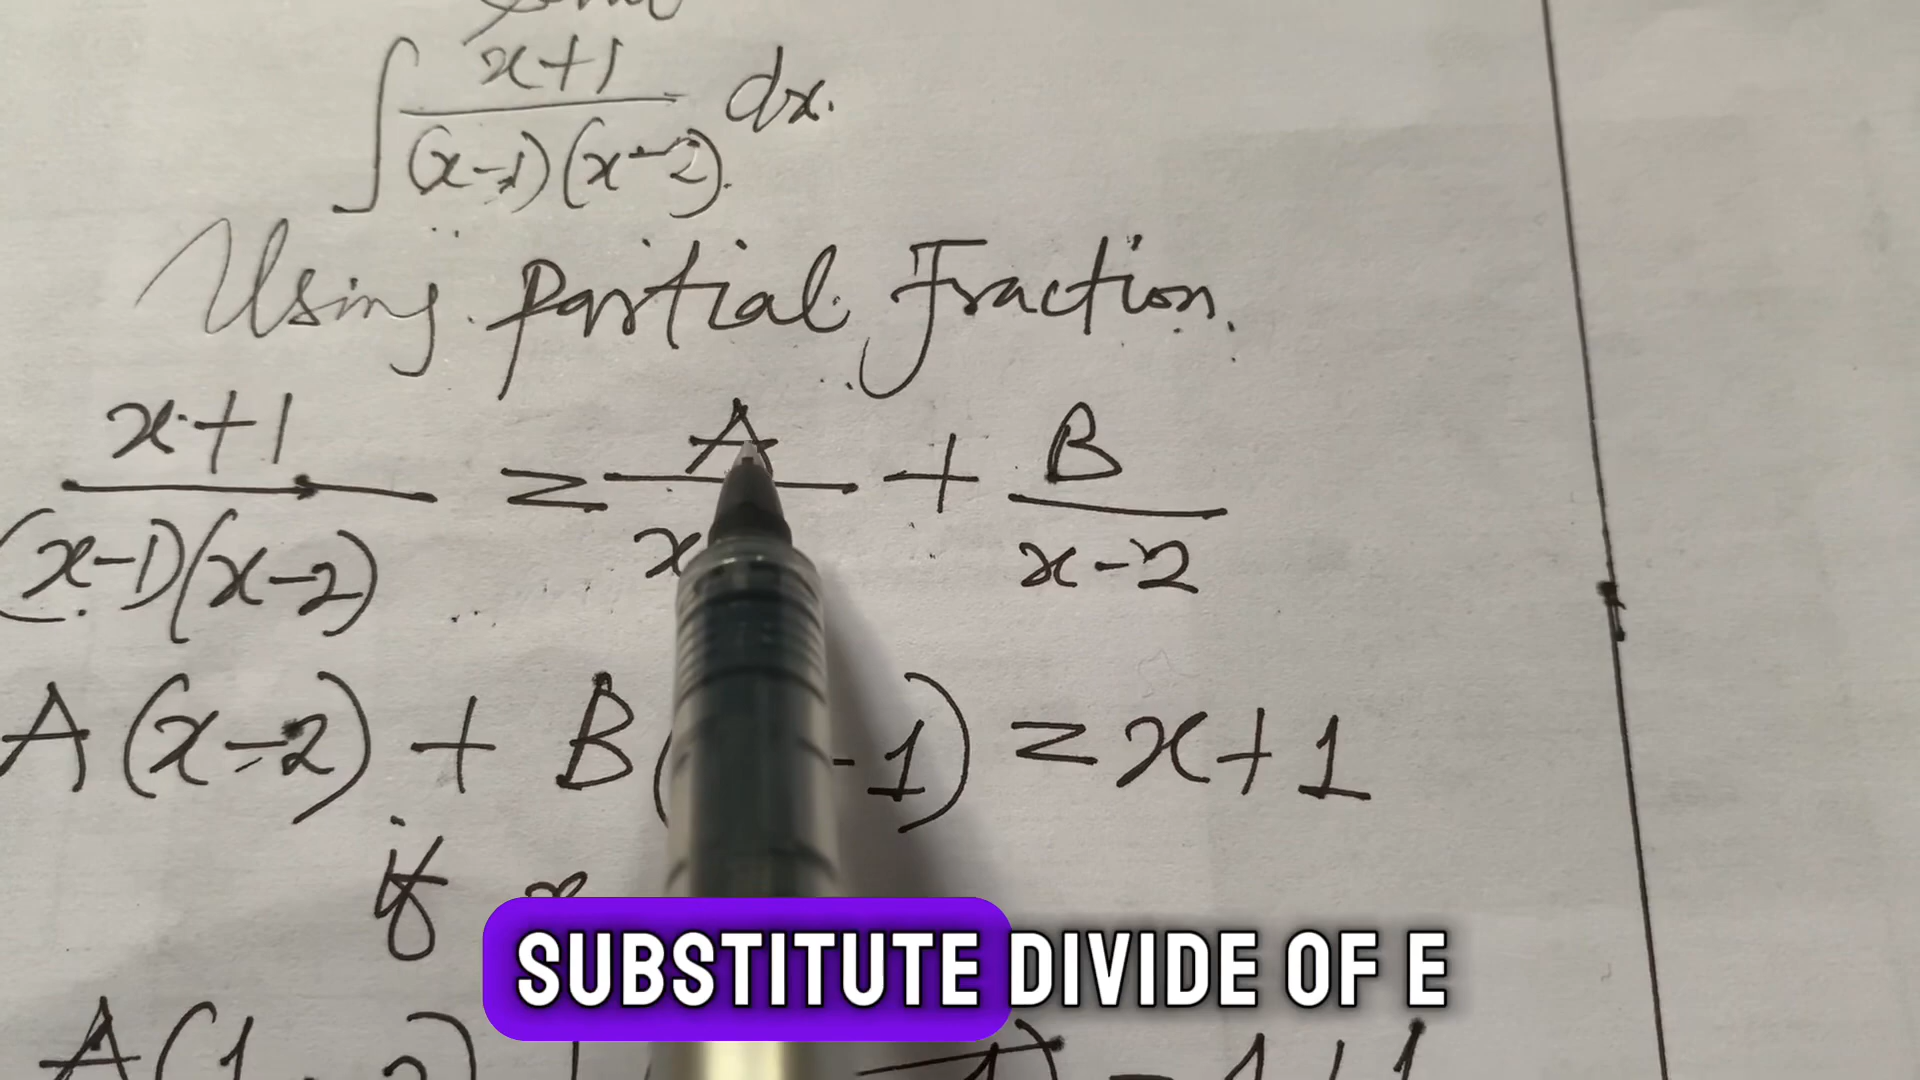 ∫ x+1 / (x-1)(x-2) dx.
Using Partial Fraction.
x+1 / (x-1)(x-2) = A / x + B / x-2
A(x-2) + B( -1) = x+1
if
SUBSTITUTE DIVIDE OF E